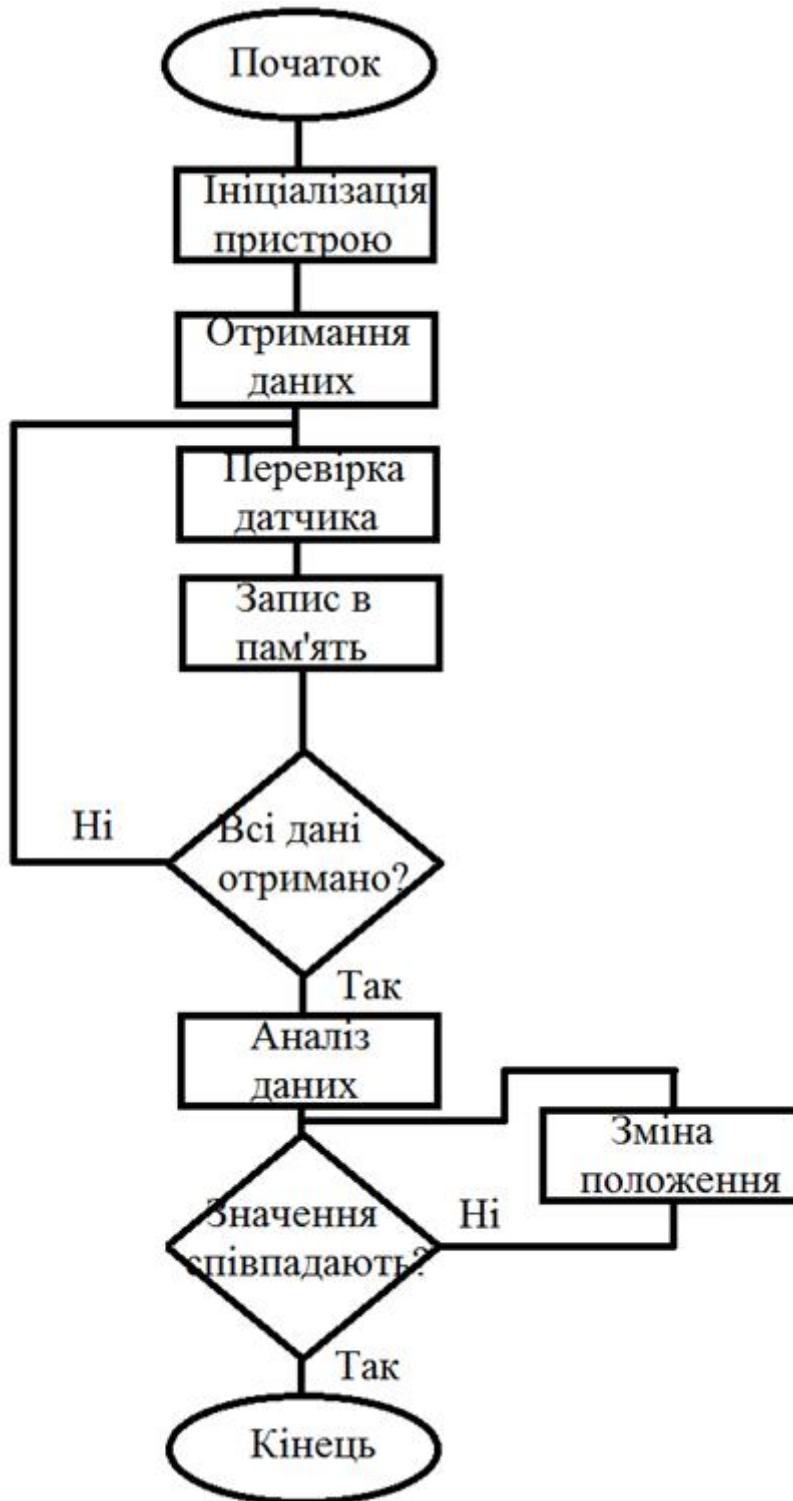 Початок
Ініціалізація
пристрою
Отримання
даних
Перевірка
датчика
Запис в
пам'ять
Всі дані
отримано?
Ні
Так
Аналіз
даних
Зміна
положення
Значення
співпадають?
Ні
Так
Кінець